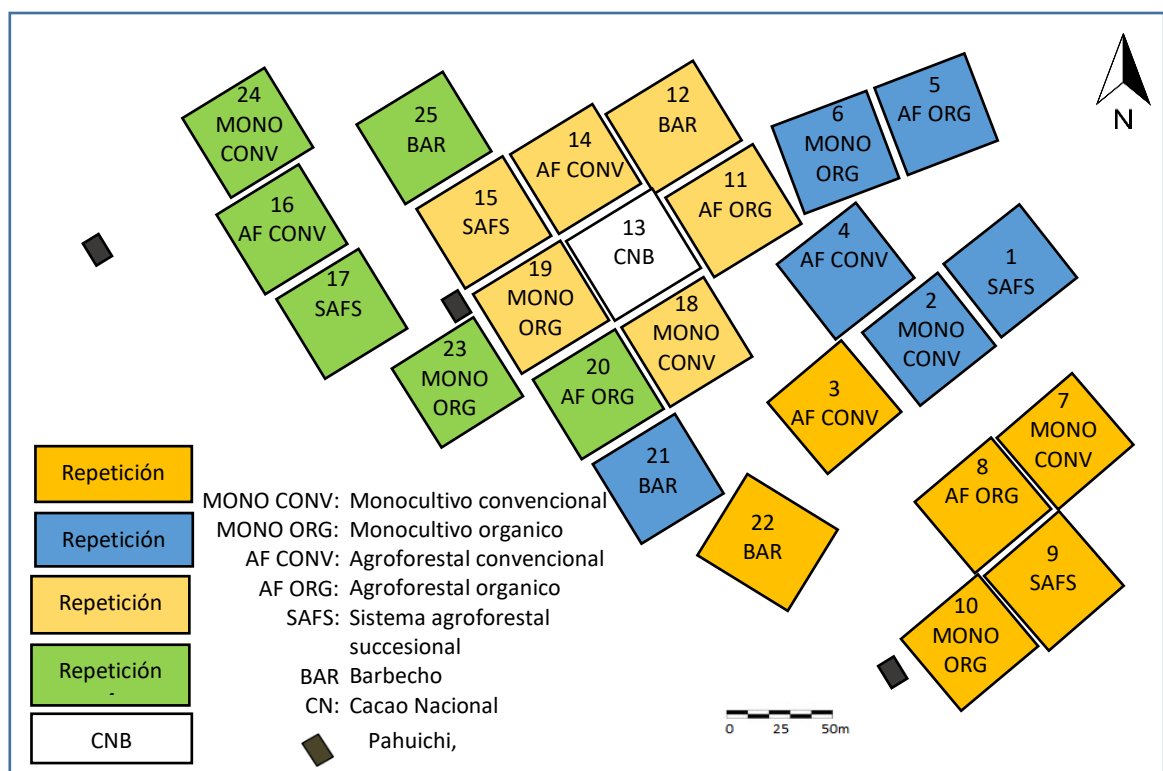 24
MONO
CONV
25
BAR
12
BAR
5
AF ORG
6
MONO
ORG
14
AF CONV
N
11
AF ORG
15
SAFS
16
AF CONV
13
CNB
4
AF CONV
1
SAFS
17
SAFS
19
MONO
ORG
18
MONO
CONV
2
MONO
CONV
23
MONO
ORG
20
AF ORG
3
AF CONV
7
MONO
CONV
21
BAR
8
AF ORG
22
BAR
9
SAFS
10
MONO
ORG
Repetición
Repetición
Repetición
Repetición
CNB
MONO CONV: Monocultivo convencional
MONO ORG: Monocultivo organico
AF CONV: Agroforestal convencional
AF ORG: Agroforestal organico
SAFS: Sistema agroforestal
succesional
BAR Barbecho
CN: Cacao Nacional
Pahuichi,
0 25 50m